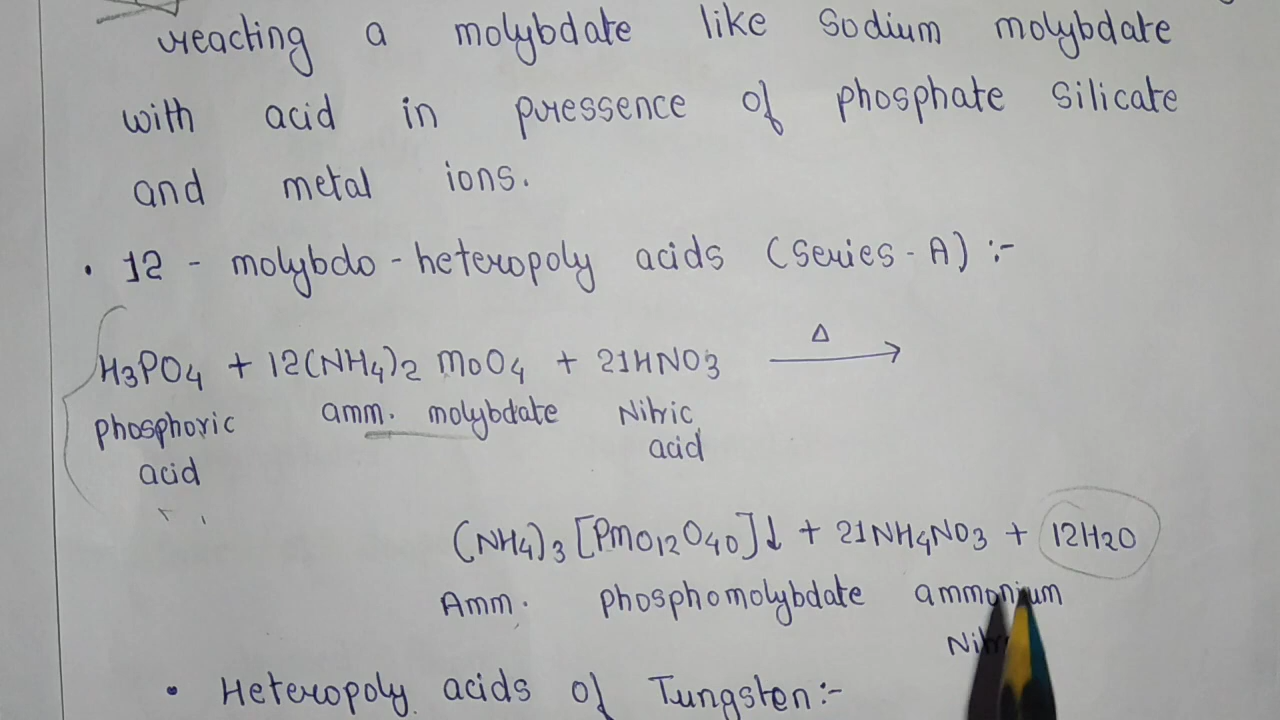 reacting a molybdate like Sodium molybdate
with acid in pressence of phosphate silicate
and metal ions.
• 12 - molybdo - heteropoly acids (Series - A) :-
H3PO4 + 12(NH4)2 MoO4 + 21HNO3 Δ →
phosphoric amm. molybdate Nitric
acid acid
(NH4)3 [PMo12O40]↓ + 21NH4NO3 + 12H2O
Amm. phosphomolybdate ammonium
• Heteropoly acids of Tungsten:-